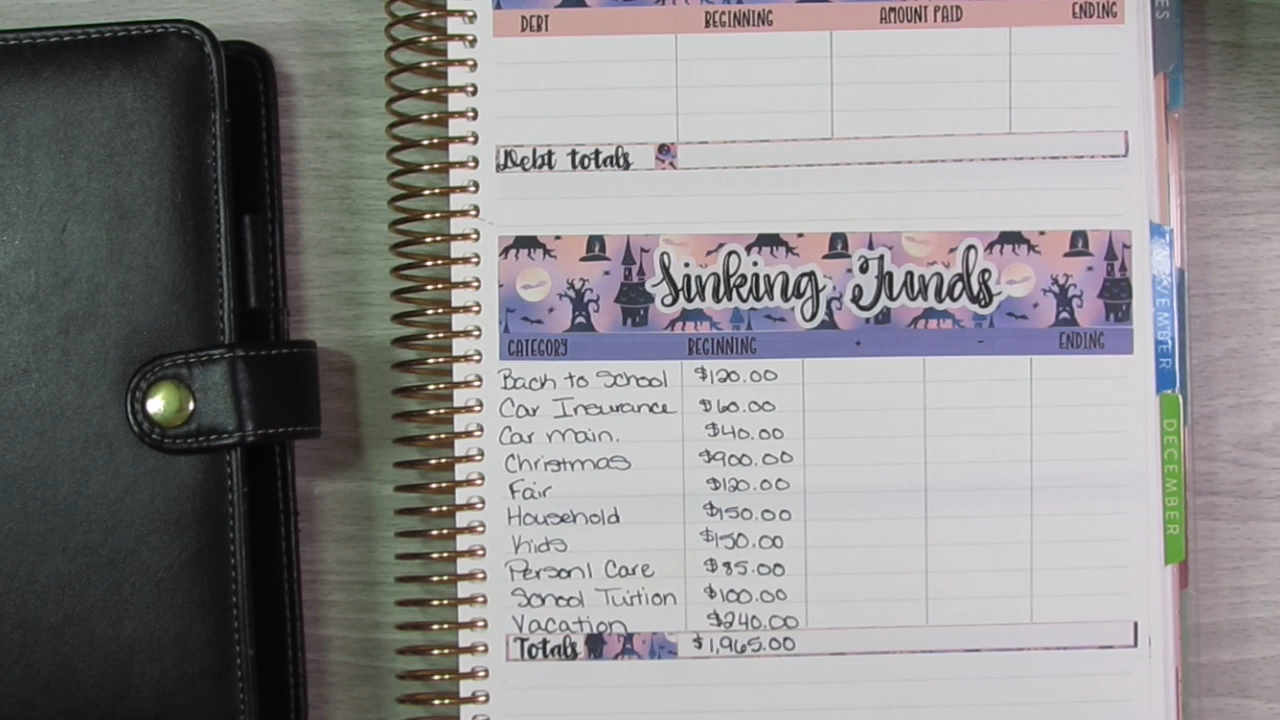 DEBT BEGINNING AMOUNT PAID ENDING
Debt totals
Sinking Funds
CATEGORY BEGINNING + - ENDING
Back to School $120.00
Car Insurance $60.00
Car main. $40.00
Christmas $900.00
Fair $120.00
Household $150.00
Kids $150.00
Personl Care $85.00
School Tuition $100.00
Vacation $240.00
Totals $1,965.00
ES
VEMBER
DECEMBER